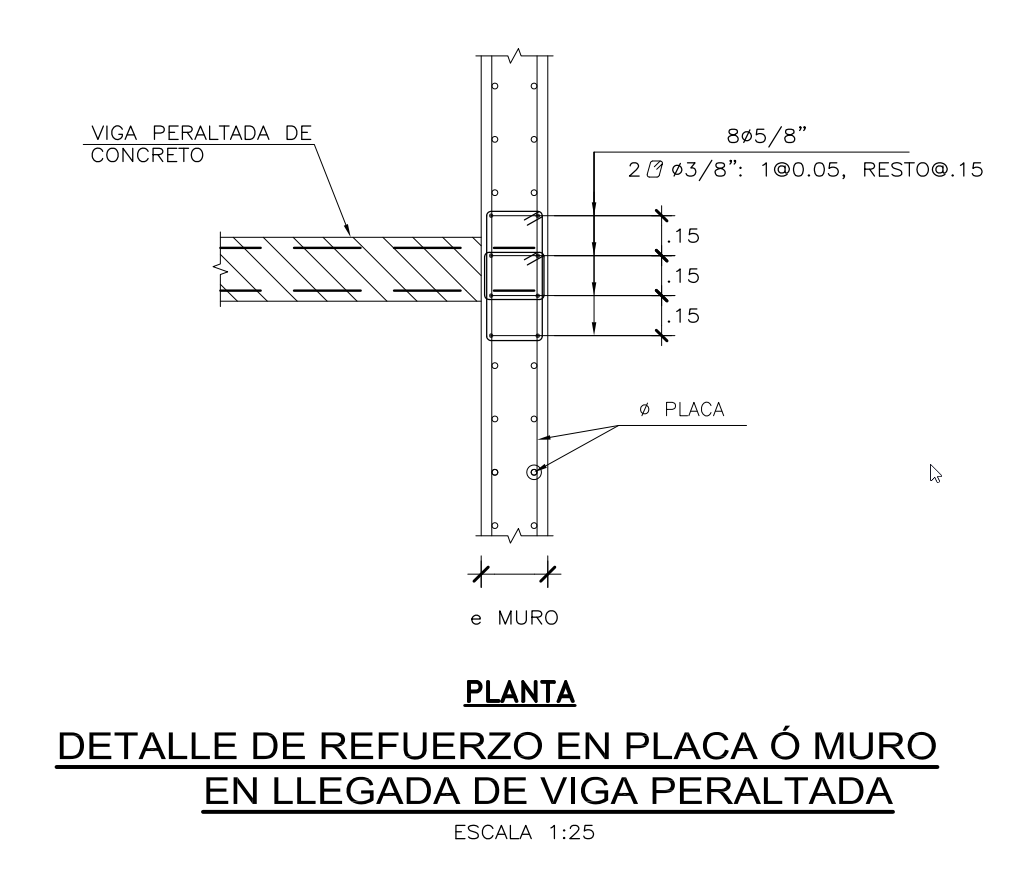 VIGA PERALTADA DE
CONCRETO
8ø5/8”
2 ø3/8”: 1@0.05, RESTO@.15
.15
.15
.15
ø PLACA
e MURO
PLANTA
DETALLE DE REFUERZO EN PLACA Ó MURO
EN LLEGADA DE VIGA PERALTADA
ESCALA 1:25